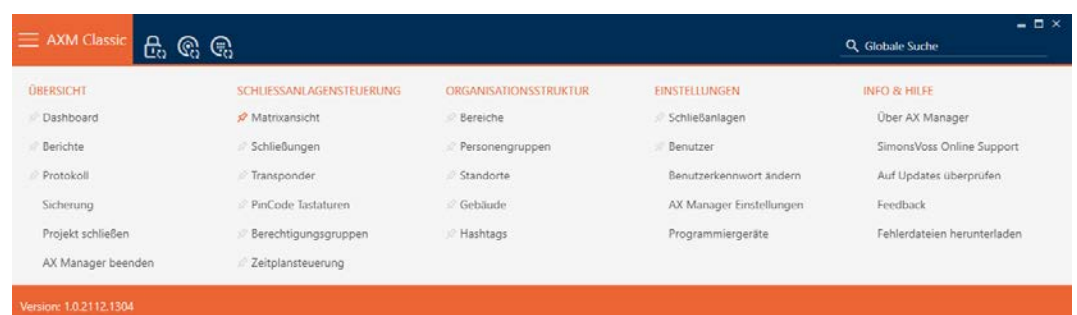 AXM Classic
Globale Suche
ÜBERSICHT
Dashboard
Berichte
Protokoll
Sicherung
Projekt schließen
AX Manager beenden
SCHLIESSANLAGENSTEUERUNG
Matrixansicht
Schließungen
Transponder
PinCode Tastaturen
Berechtigungsgruppen
Zeitplansteuerung
ORGANISATIONSSTRUKTUR
Bereiche
Personengruppen
Standorte
Gebäude
Hashtags
EINSTELLUNGEN
Schließanlagen
Benutzer
Benutzerkennwort ändern
AX Manager Einstellungen
Programmiergeräte
INFO & HILFE
Über AX Manager
SimonsVoss Online Support
Auf Updates überprüfen
Feedback
Fehlerdateien herunterladen
Version: 1.0.2112.1304